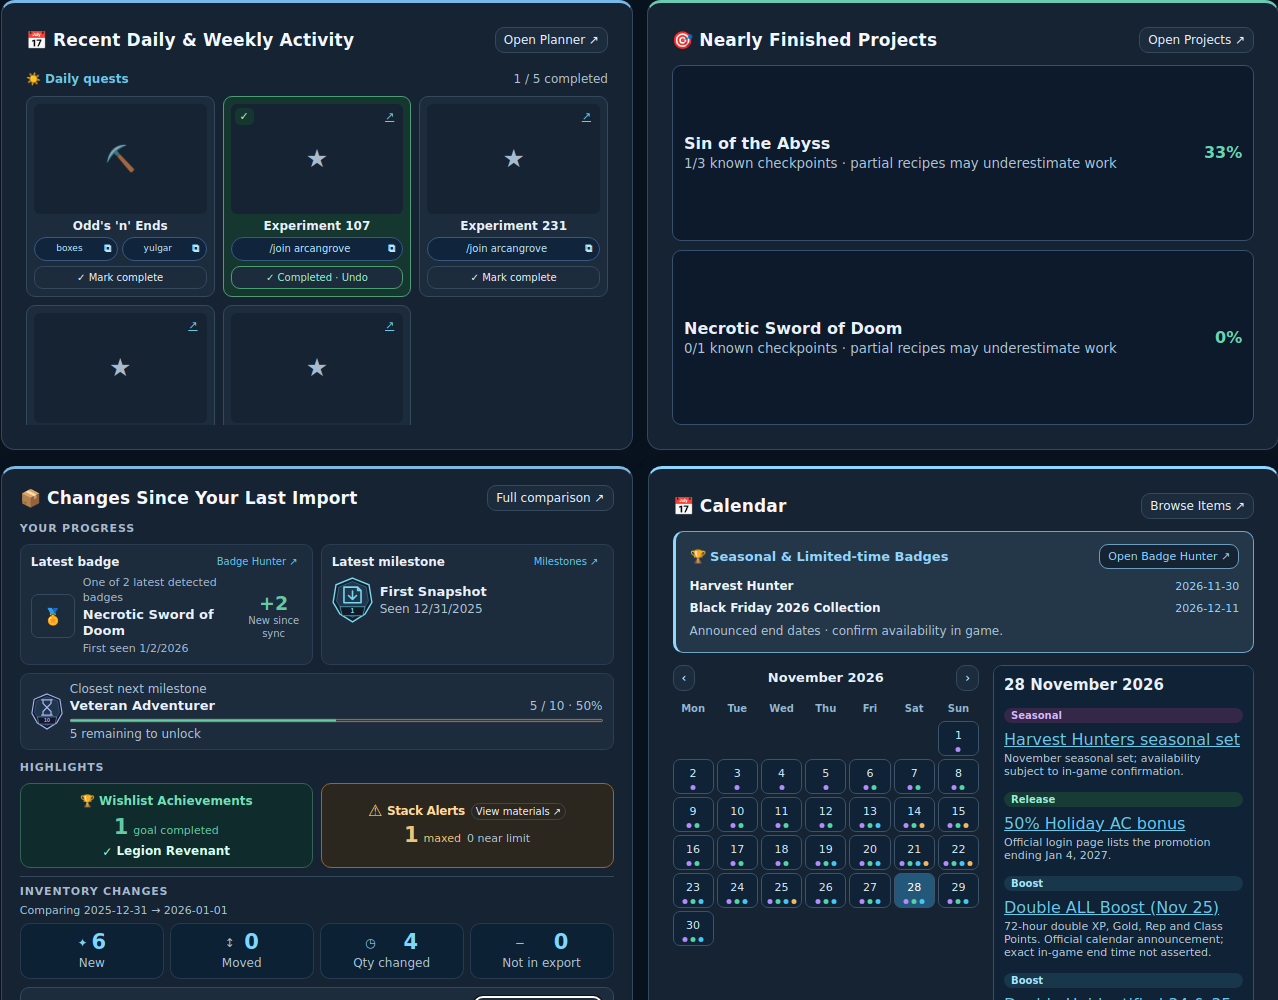 Recent Daily & Weekly Activity
Open Planner ↗
Daily quests
1 / 5 completed
Odd's 'n' Ends
boxes
yulgar
✓ Mark complete
✓
↗
Experiment 107
/join arcangrove
✓ Completed · Undo
↗
Experiment 231
/join arcangrove
✓ Mark complete
↗
↗
Nearly Finished Projects
Open Projects ↗
Sin of the Abyss
1/3 known checkpoints · partial recipes may underestimate work
33%
Necrotic Sword of Doom
0/1 known checkpoints · partial recipes may underestimate work
0%
Changes Since Your Last Import
Full comparison ↗
YOUR PROGRESS
Latest badge
Badge Hunter ↗
One of 2 latest detected
badges
Necrotic Sword of
Doom
First seen 1/2/2026
+2
New since
sync
Latest milestone
Milestones ↗
1
First Snapshot
Seen 12/31/2025
10
Closest next milestone
Veteran Adventurer
5 / 10 · 50%
5 remaining to unlock
HIGHLIGHTS
Wishlist Achievements
1 goal completed
✓ Legion Revenant
Stack Alerts
View materials ↗
1 maxed 0 near limit
INVENTORY CHANGES
Comparing 2025-12-31 → 2026-01-01
6
New
0
Moved
4
Qty changed
0
Not in export
Calendar
Browse Items ↗
Seasonal & Limited-time Badges
Open Badge Hunter ↗
Harvest Hunter
2026-11-30
Black Friday 2026 Collection
2026-12-11
Announced end dates · confirm availability in game.
‹
November 2026
›
Mon Tue Wed Thu Fri Sat Sun
1
2 3 4 5 6 7 8
9 10 11 12 13 14 15
16 17 18 19 20 21 22
23 24 25 26 27 28 29
30
28 November 2026
Seasonal
Harvest Hunters seasonal set
November seasonal set; availability
subject to in-game confirmation.
Release
50% Holiday AC bonus
Official login page lists the promotion
ending Jan 4, 2027.
Boost
Double ALL Boost (Nov 25)
72-hour double XP, Gold, Rep and Class
Points. Official calendar announcement;
exact in-game end time not asserted.
Boost